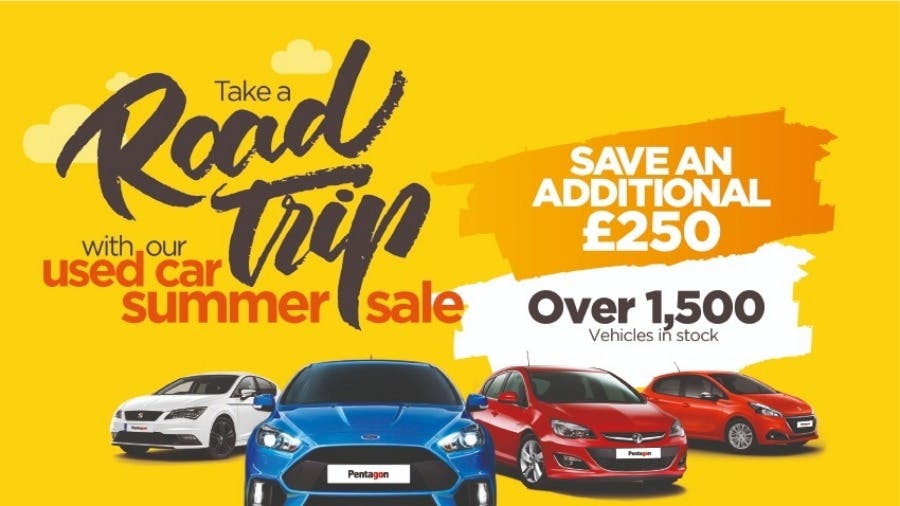 Take a
Road
Trip
with our
used car
summer sale
SAVE AN
ADDITIONAL
£250
Over 1,500
Vehicles in stock
Pentagon
Pentagon
Pentagon